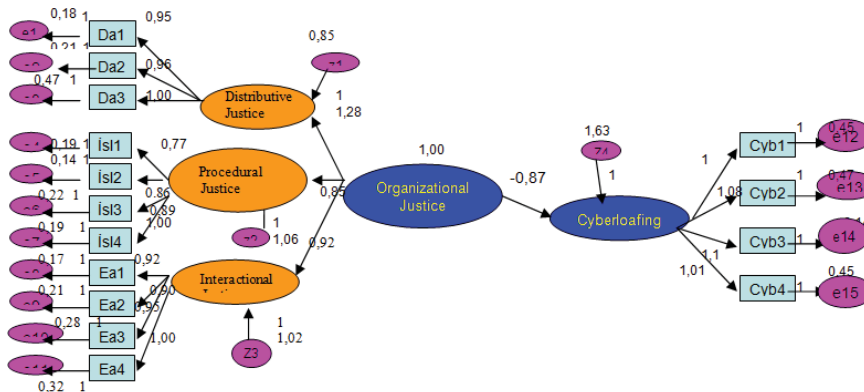 0,18 1
0,95
e1
Da1
0,85
z1
0,21 1
Da2
0,96
0,47 1
Da3
1,00
Distributive
Justice
1
1,28
0,19 1
İsl1
0,77
0,14 1
İsl2
Procedural
Justice
0,86
0,22 1
İsl3
0,89
1,00
0,19 1
İsl4
1
1,06
0,85
1,00
Organizational
Justice
-0,87
1,63
Z4
1
Cyberloafing
0,17 1
Ea1
0,92
0,92
Interactional
0,21 1
Ea2
0,90
0,95
0,28 1
Ea3
1,00
1
1,02
Z3
Ea4
0,32 1
1
Cyb1
1
0,45
e12
1,08
Cyb2
1
0,47
e13
1,1
Cyb3
1
e14
1,01
Cyb4
1
0,45
e15